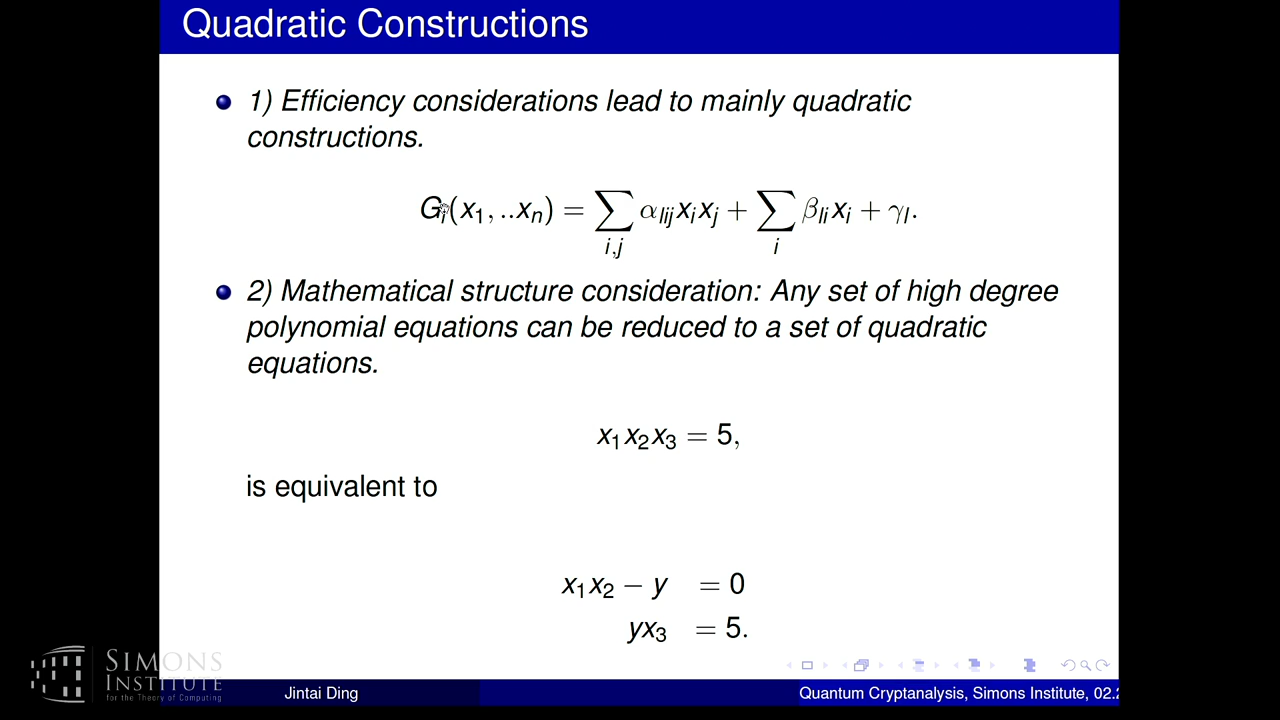 Quadratic Constructions
1) Efficiency considerations lead to mainly quadratic
constructions.
G_l(x_1, ..x_n) = ∑_{i,j} α_{lij} x_i x_j + ∑_i β_{li} x_i + γ_l.
2) Mathematical structure consideration: Any set of high degree
polynomial equations can be reduced to a set of quadratic
equations.
x_1 x_2 x_3 = 5,
is equivalent to
x_1 x_2 − y = 0
y x_3 = 5.
SIMONS
INSTITUTE
for the Theory of Computing
Jintai Ding
Quantum Cryptanalysis, Simons Institute, 02.2